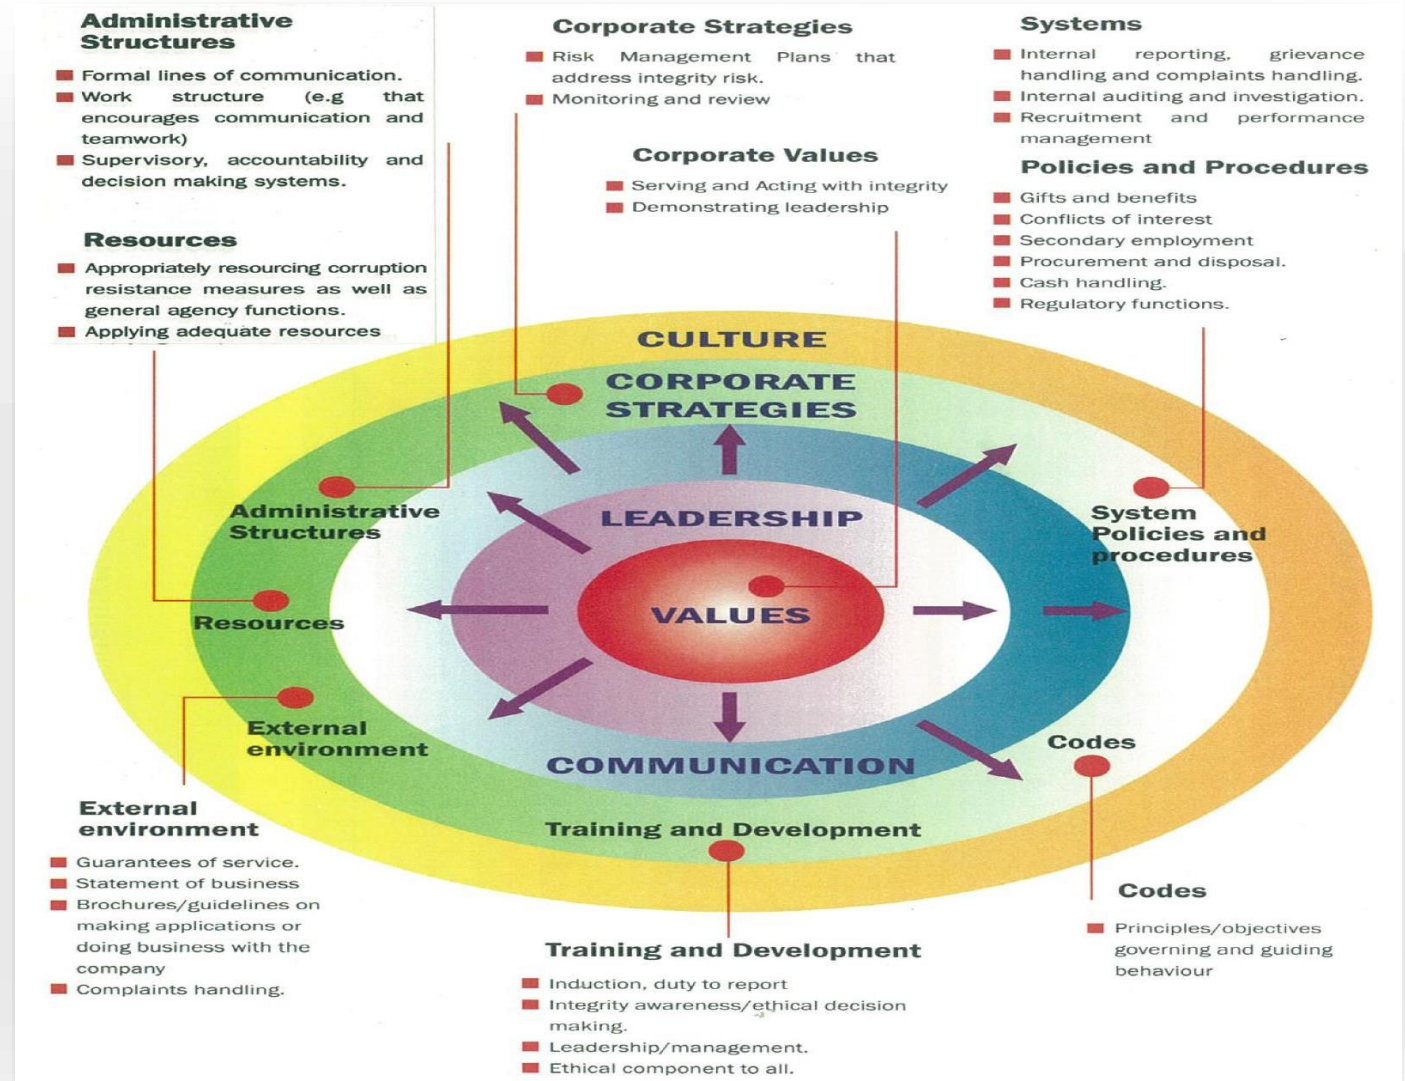 Administrative
Structures
Formal lines of communication.
Work structure (e.g that
encourages communication and
teamwork)
Supervisory, accountability and
decision making systems.
Resources
Appropriately resourcing corruption
resistance measures as well as
general agency functions.
Applying adequate resources
Corporate Strategies
Risk Management Plans that
address integrity risk.
Monitoring and review
Corporate Values
Serving and Acting with integrity
Demonstrating leadership
Systems
Internal reporting, grievance
handling and complaints handling.
Internal auditing and investigation.
Recruitment and performance
management
Policies and Procedures
Gifts and benefits
Conflicts of interest
Secondary employment
Procurement and disposal.
Cash handling.
Regulatory functions.
CULTURE
CORPORATE
STRATEGIES
Administrative
Structures
LEADERSHIP
System
Policies and
procedures
VALUES
Resources
External
environment
Codes
COMMUNICATION
Training and Development
External
environment
Guarantees of service.
Statement of business
Brochures/guidelines on
making applications or
doing business with the
company
Complaints handling.
Training and Development
Induction, duty to report
Integrity awareness/ethical decision
making.
Leadership/management.
Ethical component to all.
Codes
Principles/objectives
governing and guiding
behaviour